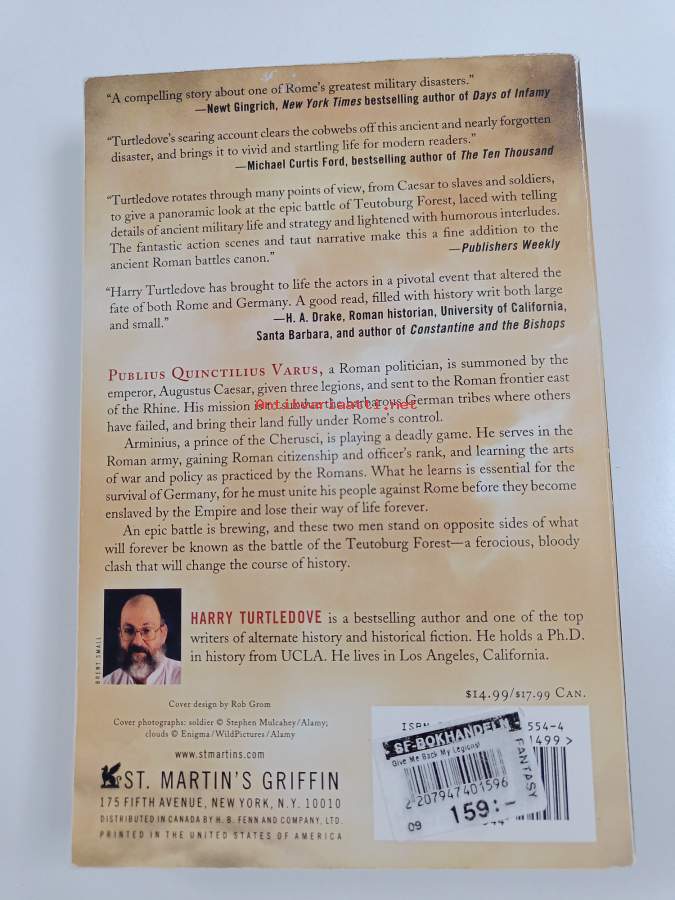 “A compelling story about one of Rome’s greatest military disasters.”
—Newt Gingrich, New York Times bestselling author of Days of Infamy
“Turtledove’s searing account clears the cobwebs off this ancient and nearly forgotten
disaster, and brings it to vivid and startling life for modern readers.”
—Michael Curtis Ford, bestselling author of The Ten Thousand
“Turtledove rotates through many points of view, from Caesar to slaves and soldiers,
to give a panoramic look at the epic battle of Teutoburg Forest, laced with telling
details of ancient military life and strategy and lightened with humorous interludes.
The fantastic action scenes and taut narrative make this a fine addition to the
ancient Roman battles canon.” —Publishers Weekly
“Harry Turtledove has brought to life the actors in a pivotal event that altered the
fate of both Rome and Germany. A good read, filled with history writ both large
and small.” —H. A. Drake, Roman historian, University of California,
Santa Barbara, and author of Constantine and the Bishops
PUBLIUS QUINCTILIUS VARUS, a Roman politician, is summoned by the
emperor, Augustus Caesar, given three legions, and sent to the Roman frontier east
of the Rhine. His mission is to subdue the barbarous German tribes where others
Antikvariaatti.net
have failed, and bring their land fully under Rome’s control.
Arminius, a prince of the Cherusci, is playing a deadly game. He serves in the
Roman army, gaining Roman citizenship and officer’s rank, and learning the arts
of war and policy as practiced by the Romans. What he learns is essential for the
survival of Germany, for he must unite his people against Rome before they become
enslaved by the Empire and lose their way of life forever.
An epic battle is brewing, and these two men stand on opposite sides of what
will forever be known as the battle of the Teutoburg Forest—a ferocious, bloody
clash that will change the course of history.
BRENT SMALL
HARRY TURTLEDOVE is a bestselling author and one of the top
writers of alternate history and historical fiction. He holds a Ph.D.
in history from UCLA. He lives in Los Angeles, California.
$14.99/$17.99 CAN.
Cover design by Rob Grom
Cover photographs: soldier © Stephen Mulcahey/Alamy;
clouds © Enigma/WildPictures/Alamy
www.stmartins.com
ST. MARTIN’S GRIFFIN
175 FIFTH AVENUE, NEW YORK, N.Y. 10010
DISTRIBUTED IN CANADA BY H. B. FENN AND COMPANY, LTD.
PRINTED IN THE UNITED STATES OF AMERICA
554-4
51499>
SF-BOKHANDELN
Give Me Back My Legions!
FANTASY
2 207947 401596
09 159:-